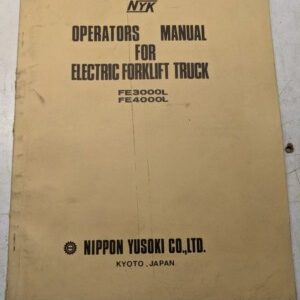 NYK
OPERATORS MANUAL
FOR
ELECTRIC FORKLIFT TRUCK
FE3000L
FE4000L
NIPPON YUSOKI CO.,LTD.
KYOTO, JAPAN.